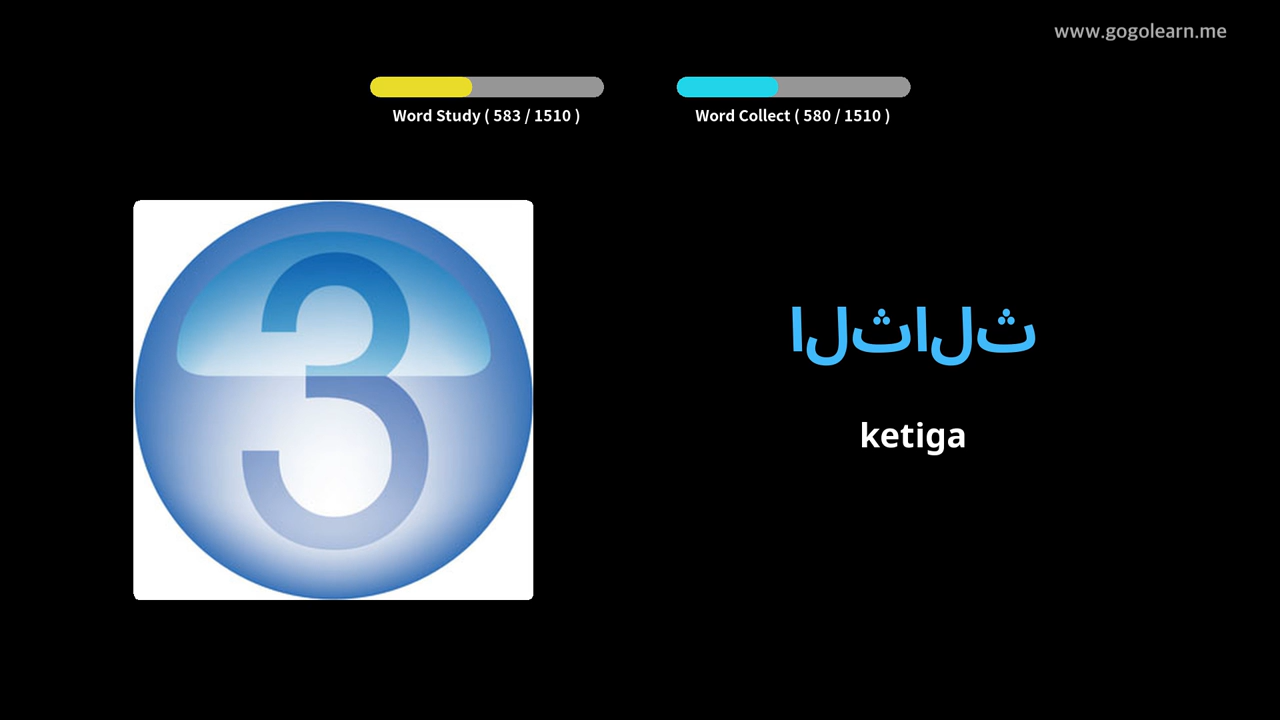 www.gogolearn.me
Word Study ( 583 / 1510 )
Word Collect ( 580 / 1510 )
3
الثالث
ketiga